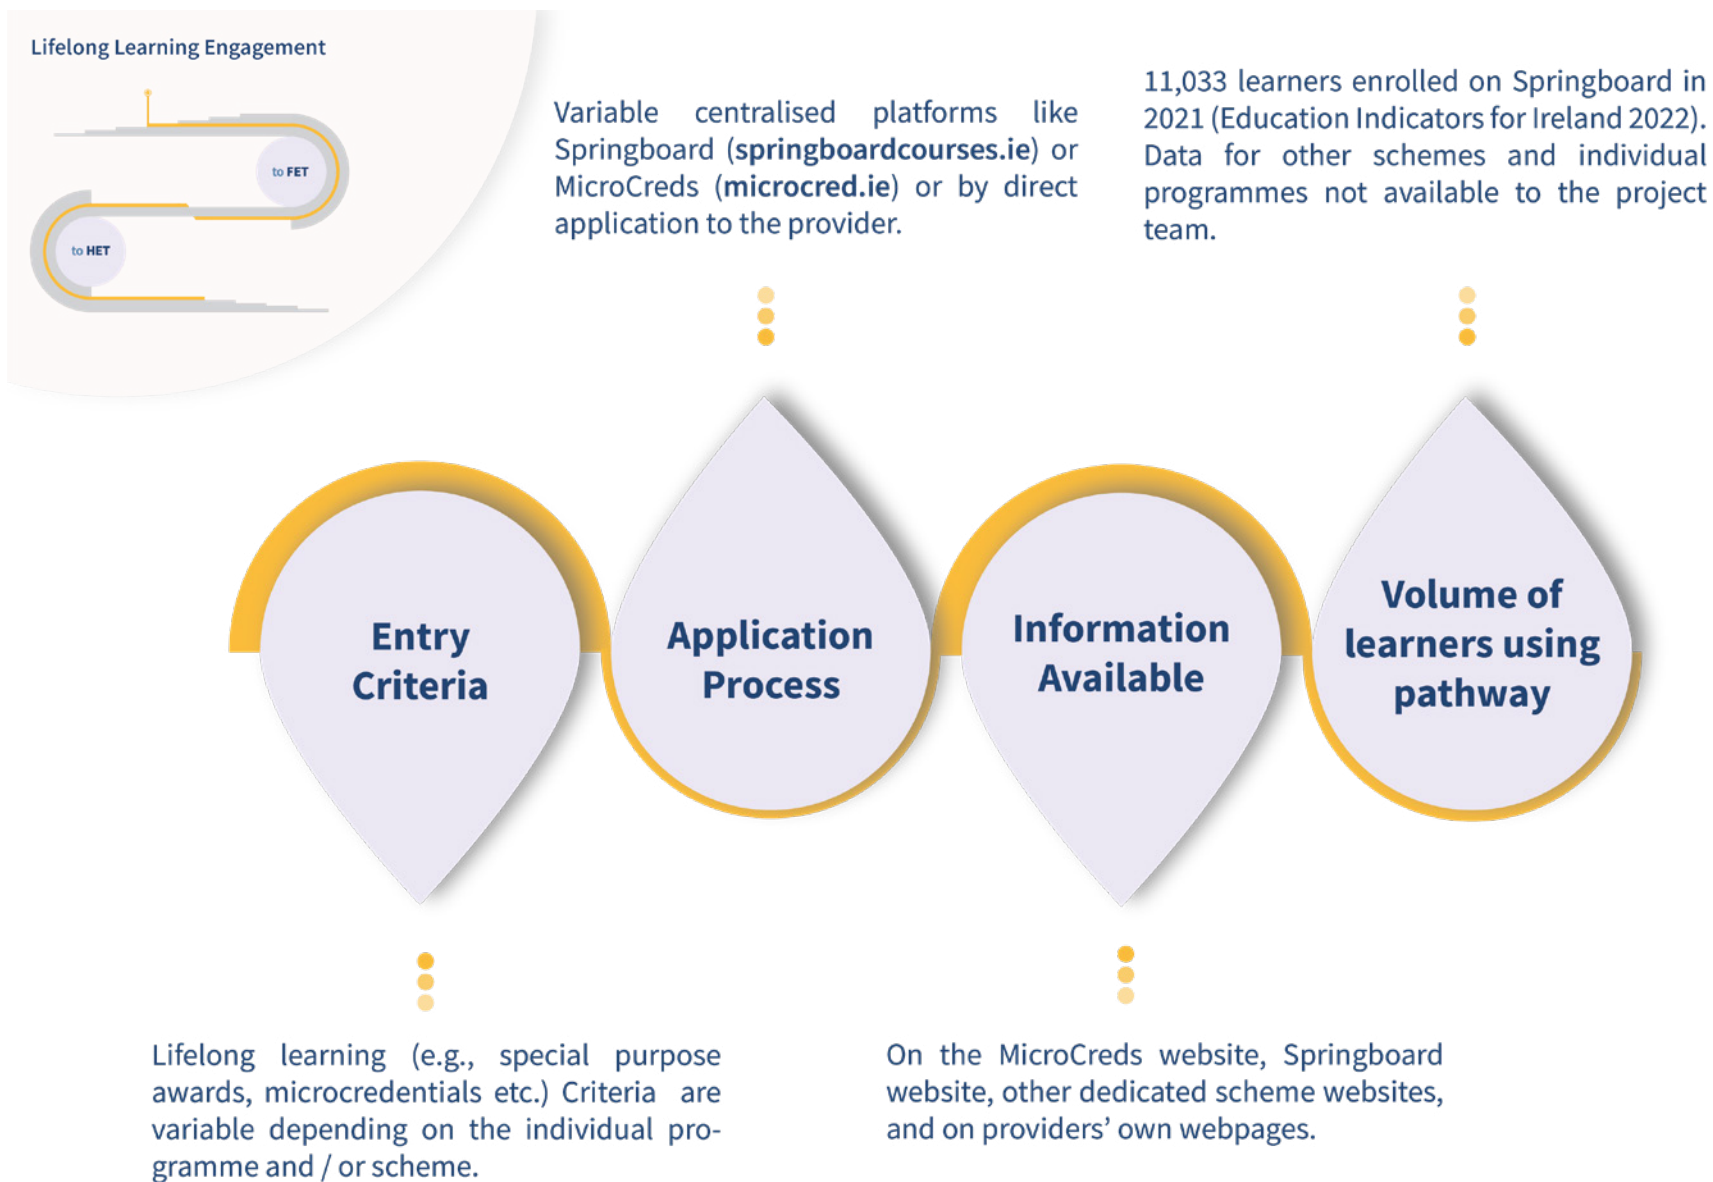 Lifelong Learning Engagement
to FET
to HET
Variable centralised platforms like
Springboard (springboardcourses.ie) or
MicroCreds (microcred.ie) or by direct
application to the provider.
11,033 learners enrolled on Springboard in
2021 (Education Indicators for Ireland 2022).
Data for other schemes and individual
programmes not available to the project
team.
Entry
Criteria
Application
Process
Information
Available
Volume of
learners using
pathway
Lifelong learning (e.g., special purpose
awards, microcredentials etc.) Criteria are
variable depending on the individual pro-
gramme and / or scheme.
On the MicroCreds website, Springboard
website, other dedicated scheme websites,
and on providers’ own webpages.